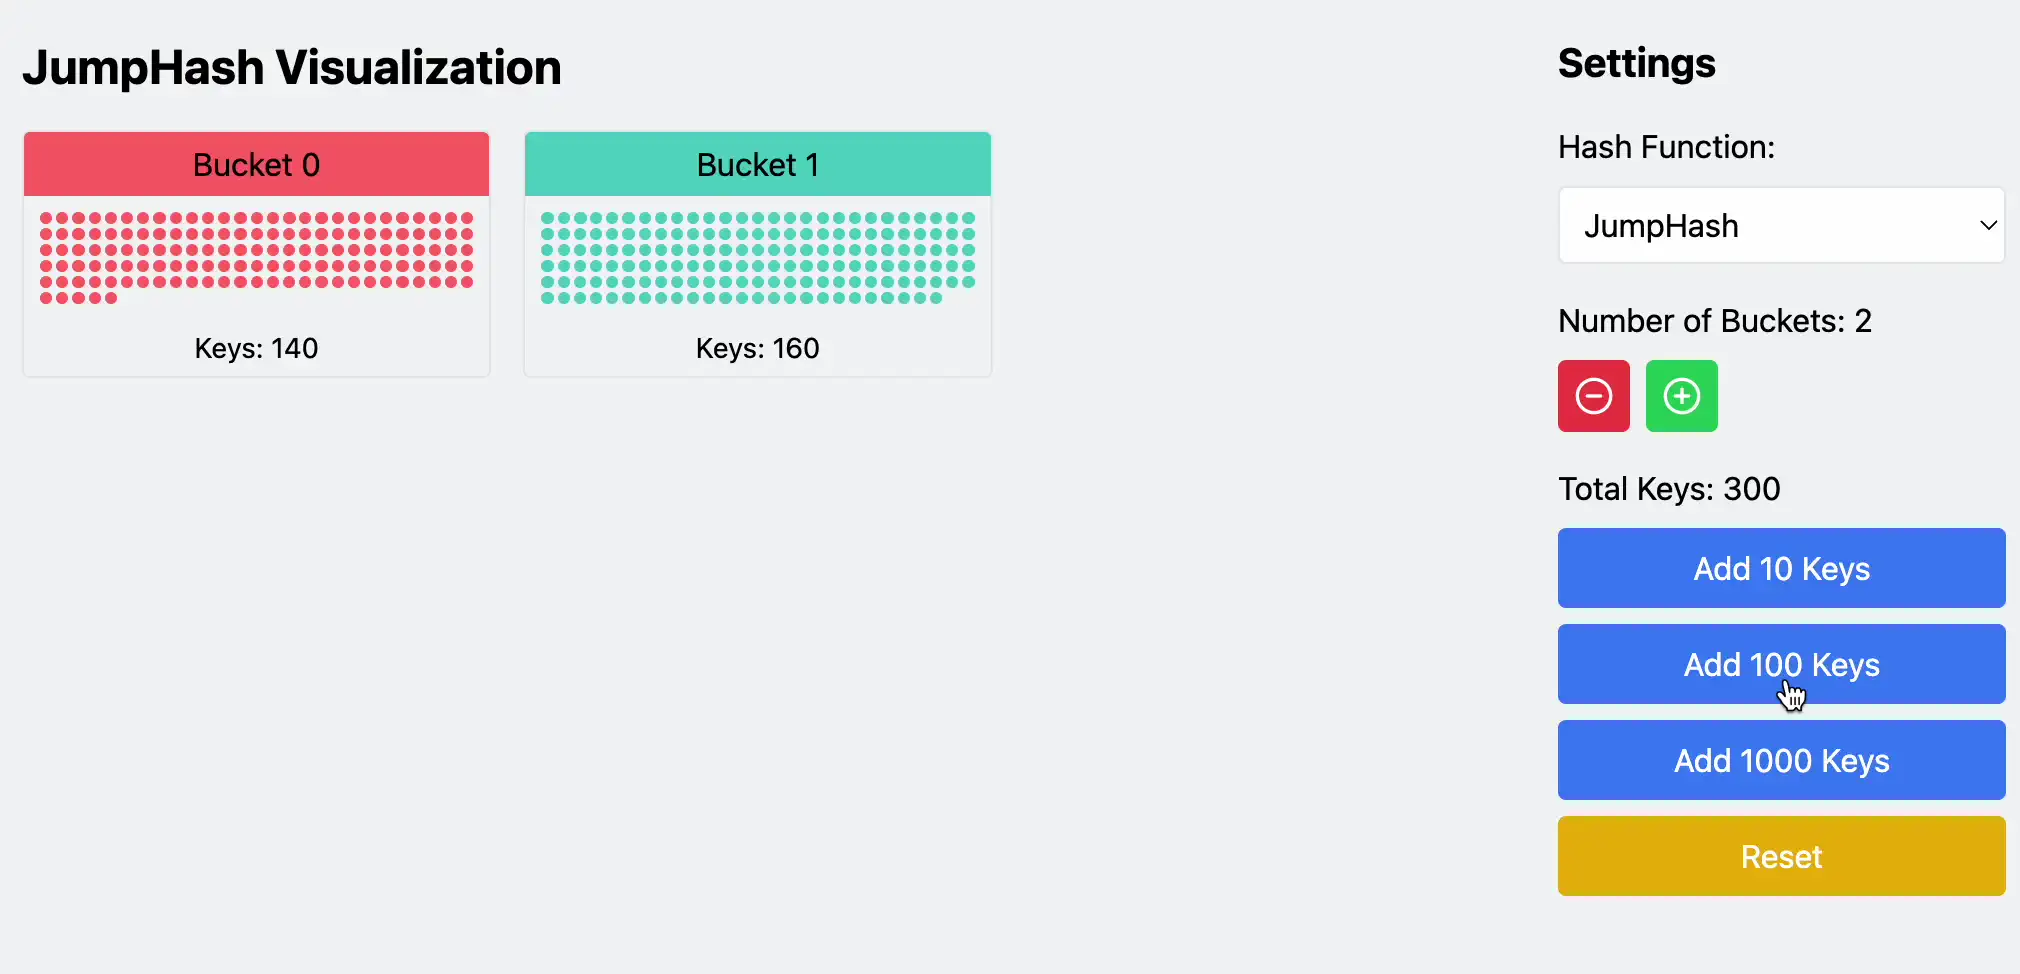 JumpHash Visualization
Bucket 0
Keys: 140
Bucket 1
Keys: 160
Settings
Hash Function:
JumpHash
Number of Buckets: 2
Total Keys: 300
Add 10 Keys
Add 100 Keys
Add 1000 Keys
Reset